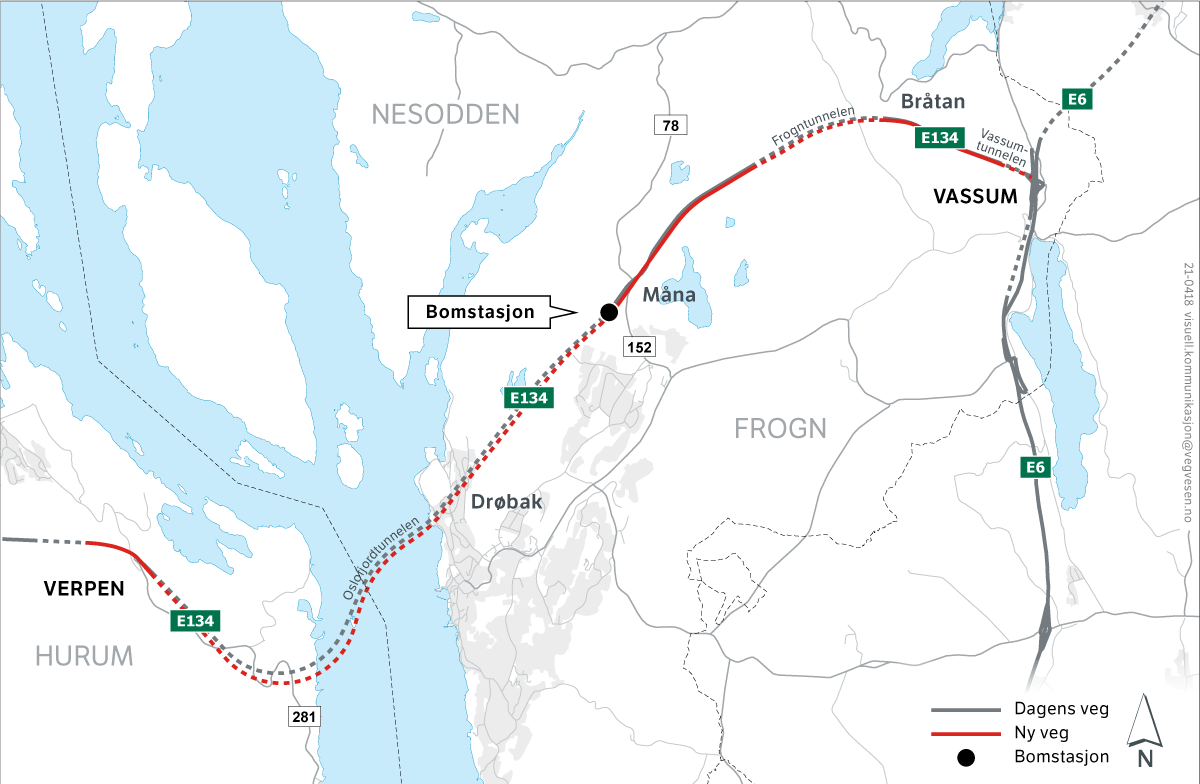 E6
Bråtan
NESODDEN
78
Frogntunnelen
E134
Vassum-
tunnelen
VASSUM
Måna
Bomstasjon
152
E134
FROGN
E6
Drøbak
Oslofjordtunnelen
VERPEN
E134
HURUM
281
Dagens veg
Ny veg
Bomstasjon
N
21-0418 visuell.kommunikasjon@vegvesen.no